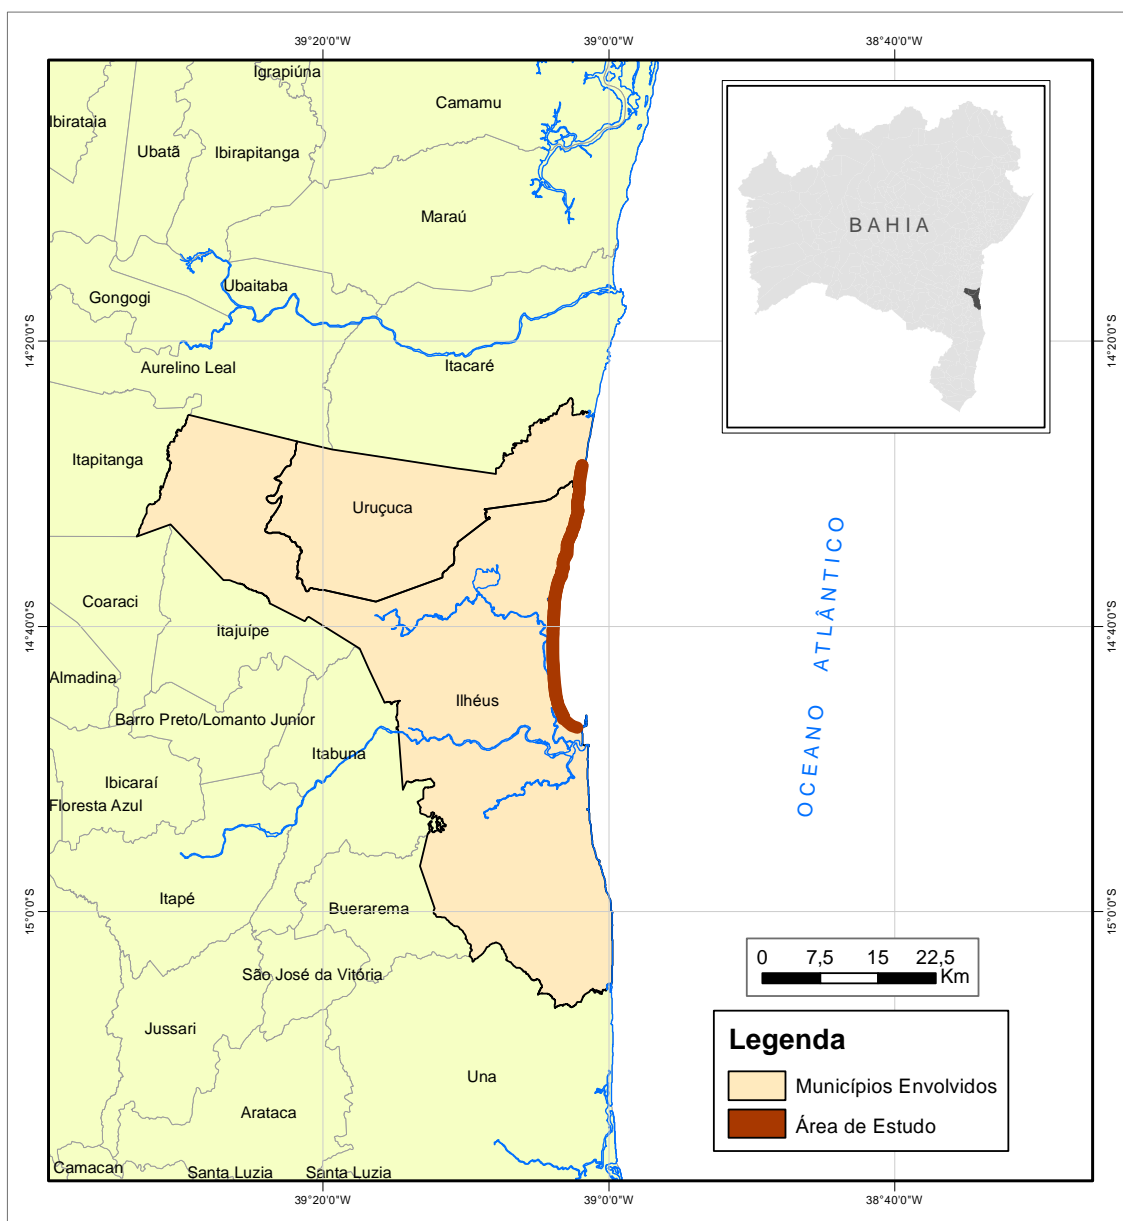 39°20'0"W
39°0'0"W
38°40'0"W
Igrapiúna
Camamu
Ibirataia
Ubatã
Ibirapitanga
Maraú
BAHIA
Ubaitaba
Gongogi
14°20'0"S
14°20'0"S
Aurelino Leal
Itacaré
Itapitanga
Uruçuca
OCEANO ATLÂNTICO
Coaraci
Itajuípe
14°40'0"S
14°40'0"S
Almadina
Ilhéus
Barro Preto/Lomanto Junior
Itabuna
Ibicaraí
Floresta Azul
Itapé
Buerarema
15°0'0"S
15°0'0"S
São José da Vitória
0 7,5 15 22,5
Km
Jussari
Legenda
Una
Municípios Envolvidos
Arataca
Área de Estudo
Camacan
Santa Luzia
Santa Luzia
39°20'0"W
39°0'0"W
38°40'0"W